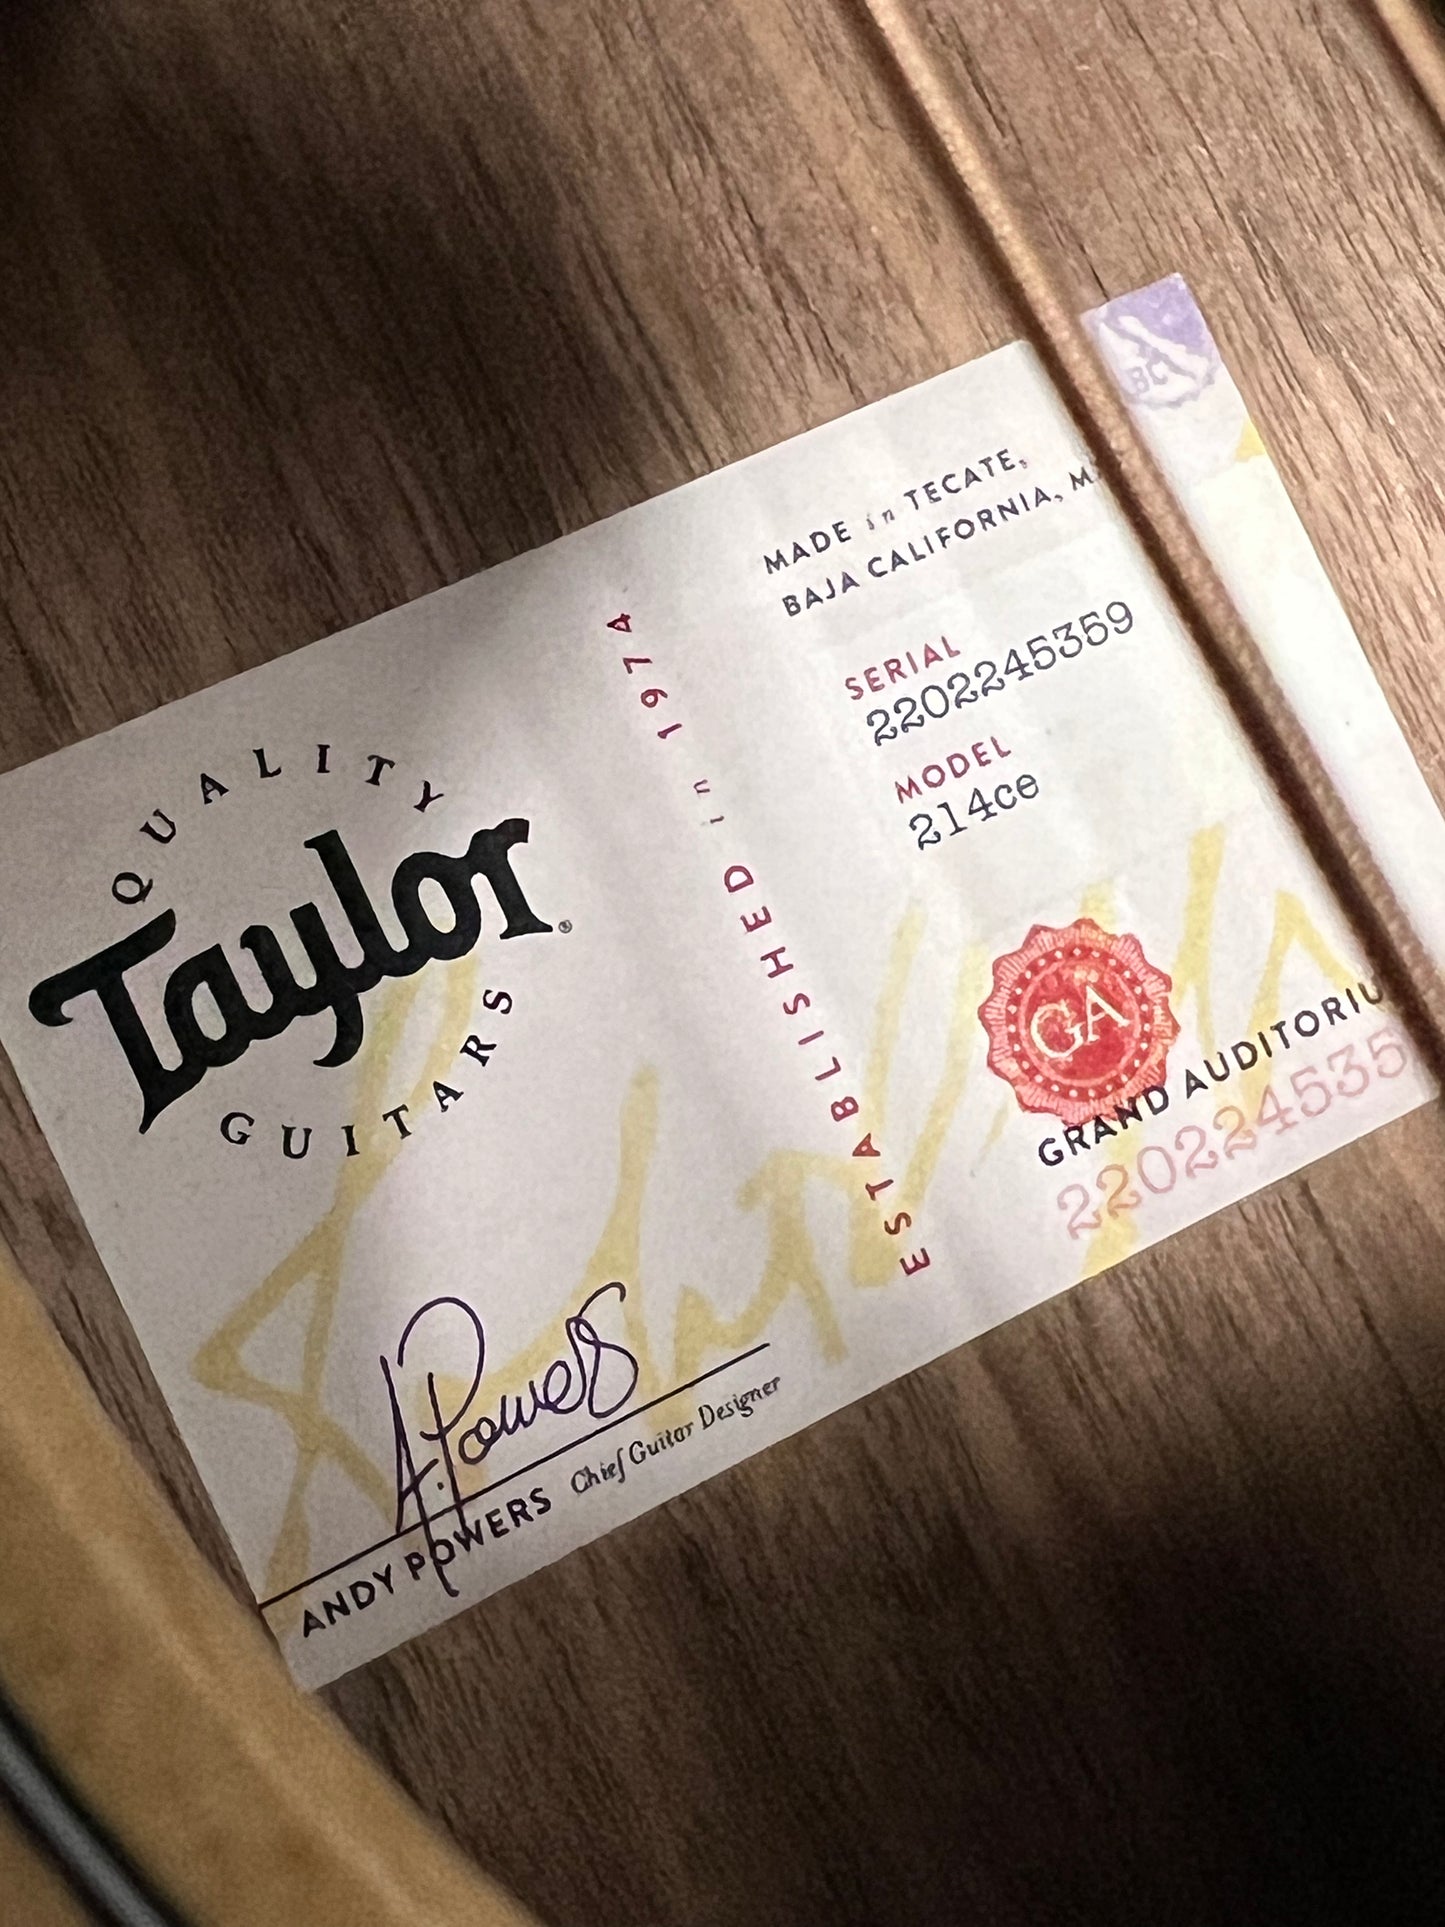 QUALITY
Taylor®
GUITARS
ESTABLISHED in 1974
MADE in TECATE,
BAJA CALIFORNIA, M
SERIAL
2202245359
MODEL
214ce
GA
GRAND AUDITORIU
220224535
BC
A. Powers
ANDY POWERS Chief Guitar Designer